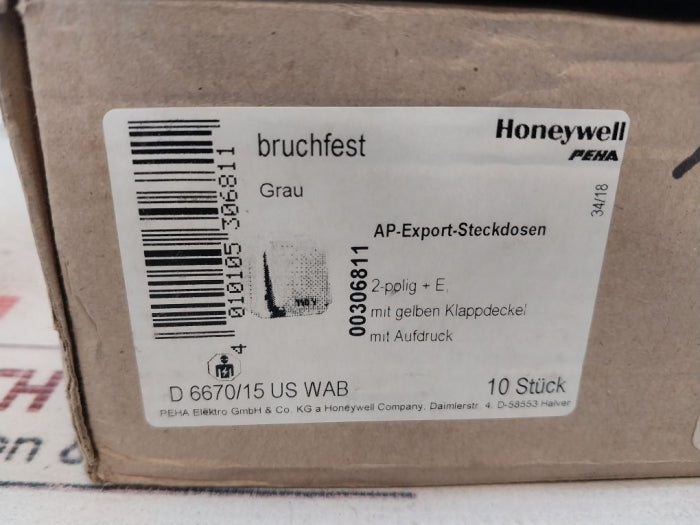 bruchfest
Grau
Honeywell
PEHA
34/18
4 010105 306811
00306811
AP-Export-Steckdosen
2-polig + E.
mit gelben Klappdeckel
mit Aufdruck
110 V
D 6670/15 US WAB
10 Stück
PEHA Elektro GmbH & Co. KG a Honeywell Company, Daimlerstr. 4, D-58553 Halver